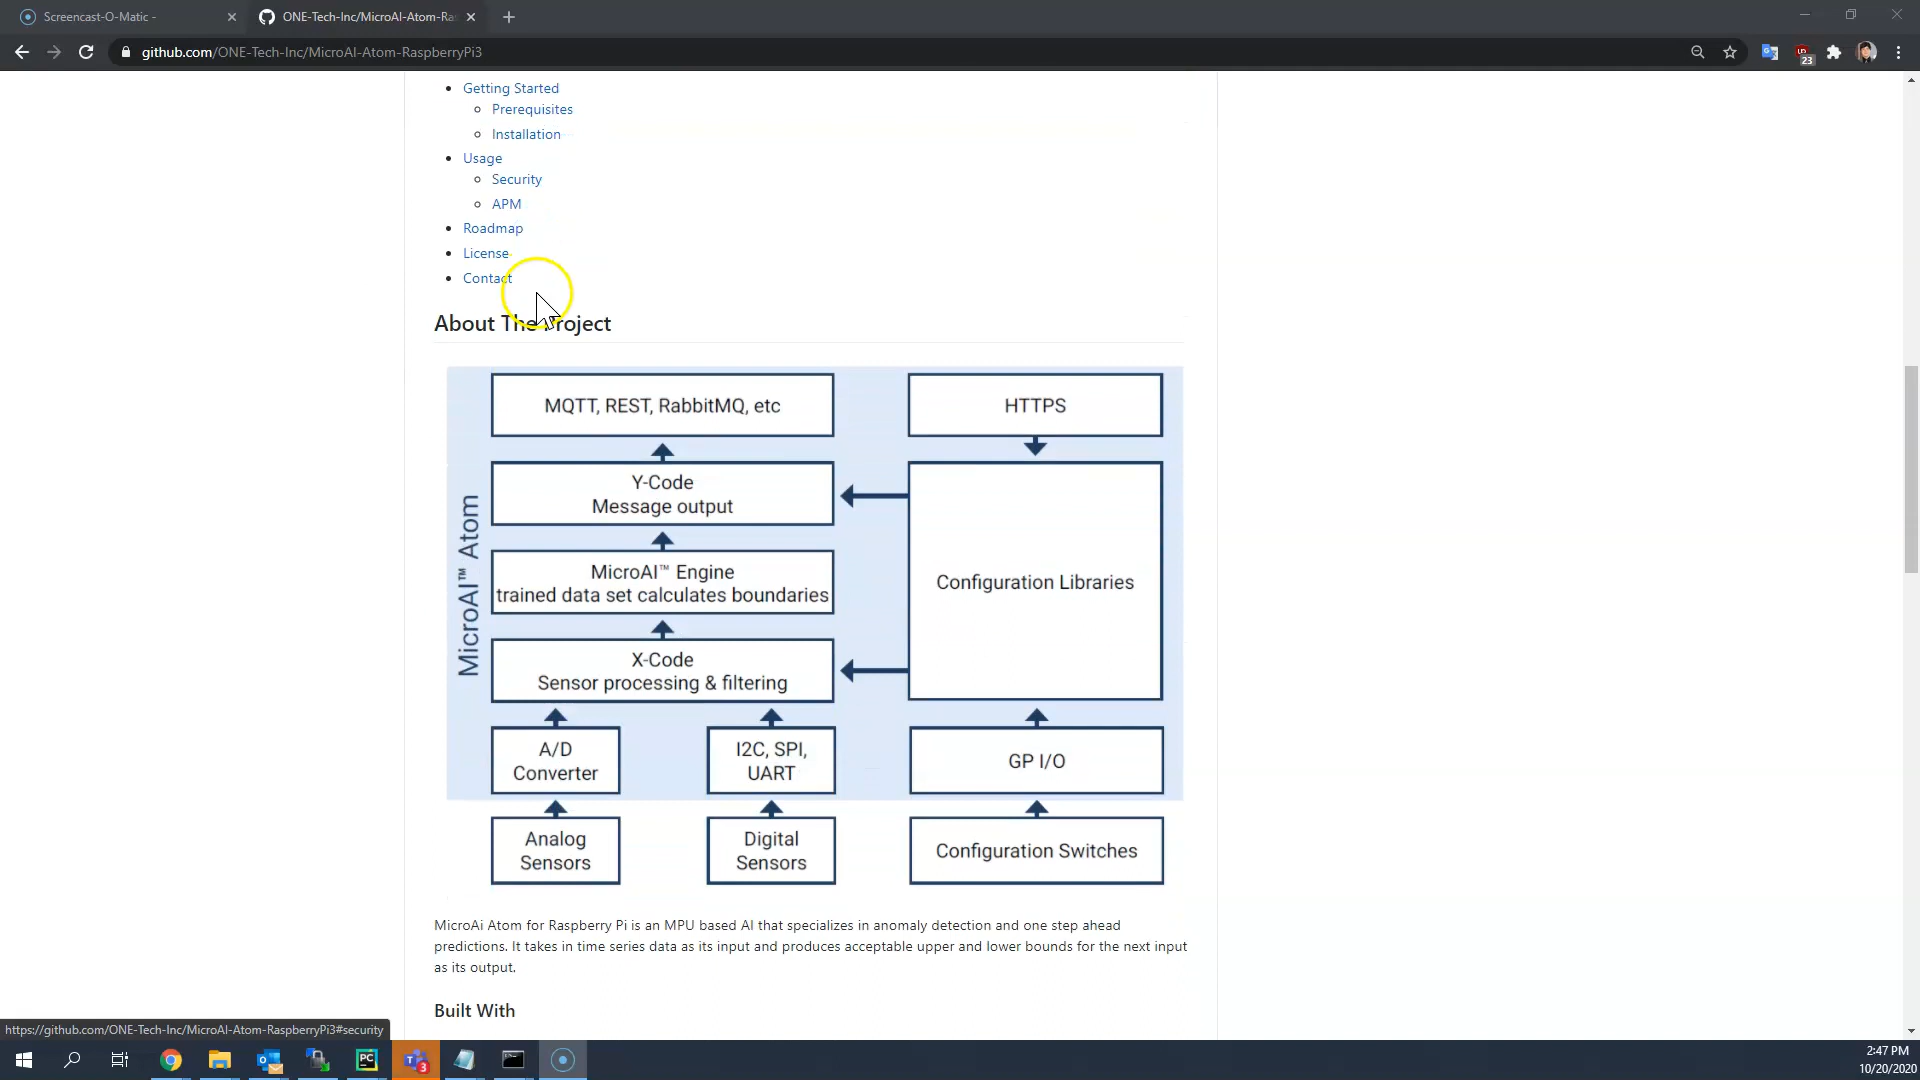 Screencast-O-Matic -
ONE-Tech-Inc/MicroAI-Atom-Ras
github.com/ONE-Tech-Inc/MicroAI-Atom-RaspberryPi3
23
Getting Started
Prerequisites
Installation
Usage
Security
APM
Roadmap
License
Contact
About The Project
MicroAI™ Atom
MQTT, REST, RabbitMQ, etc
HTTPS
Y-Code
Message output
MicroAI™ Engine
trained data set calculates boundaries
Configuration Libraries
X-Code
Sensor processing & filtering
A/D
Converter
I2C, SPI,
UART
GP I/O
Analog
Sensors
Digital
Sensors
Configuration Switches
MicroAi Atom for Raspberry Pi is an MPU based AI that specializes in anomaly detection and one step ahead
predictions. It takes in time series data as its input and produces acceptable upper and lower bounds for the next input
as its output.
Built With
https://github.com/ONE-Tech-Inc/MicroAI-Atom-RaspberryPi3#security
PC
3
2:47 PM
10/20/2020